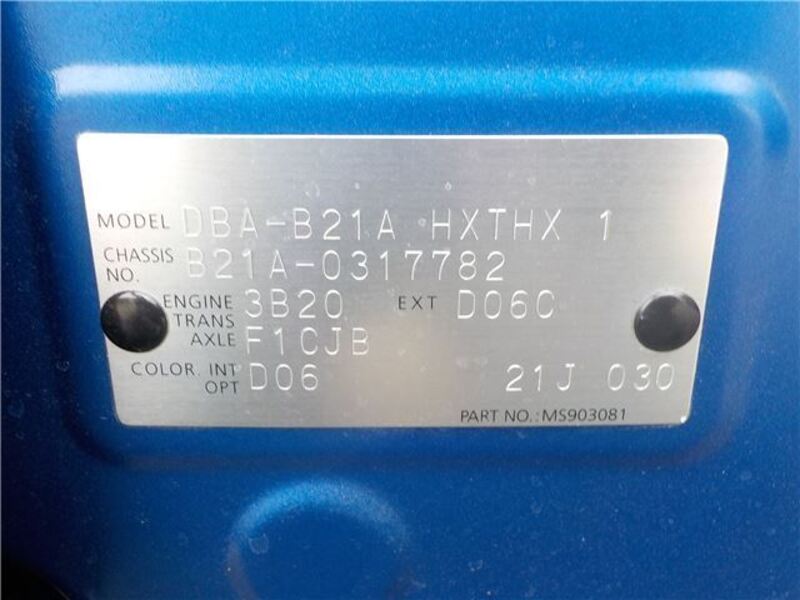 MODEL DBA-B21A HXTHX 1
CHASSIS NO. B21A-0317782
ENGINE 3B20 EXT D06C
TRANS AXLE F1CJB
COLOR. INT OPT D06 21J 030
PART NO.: MS903081